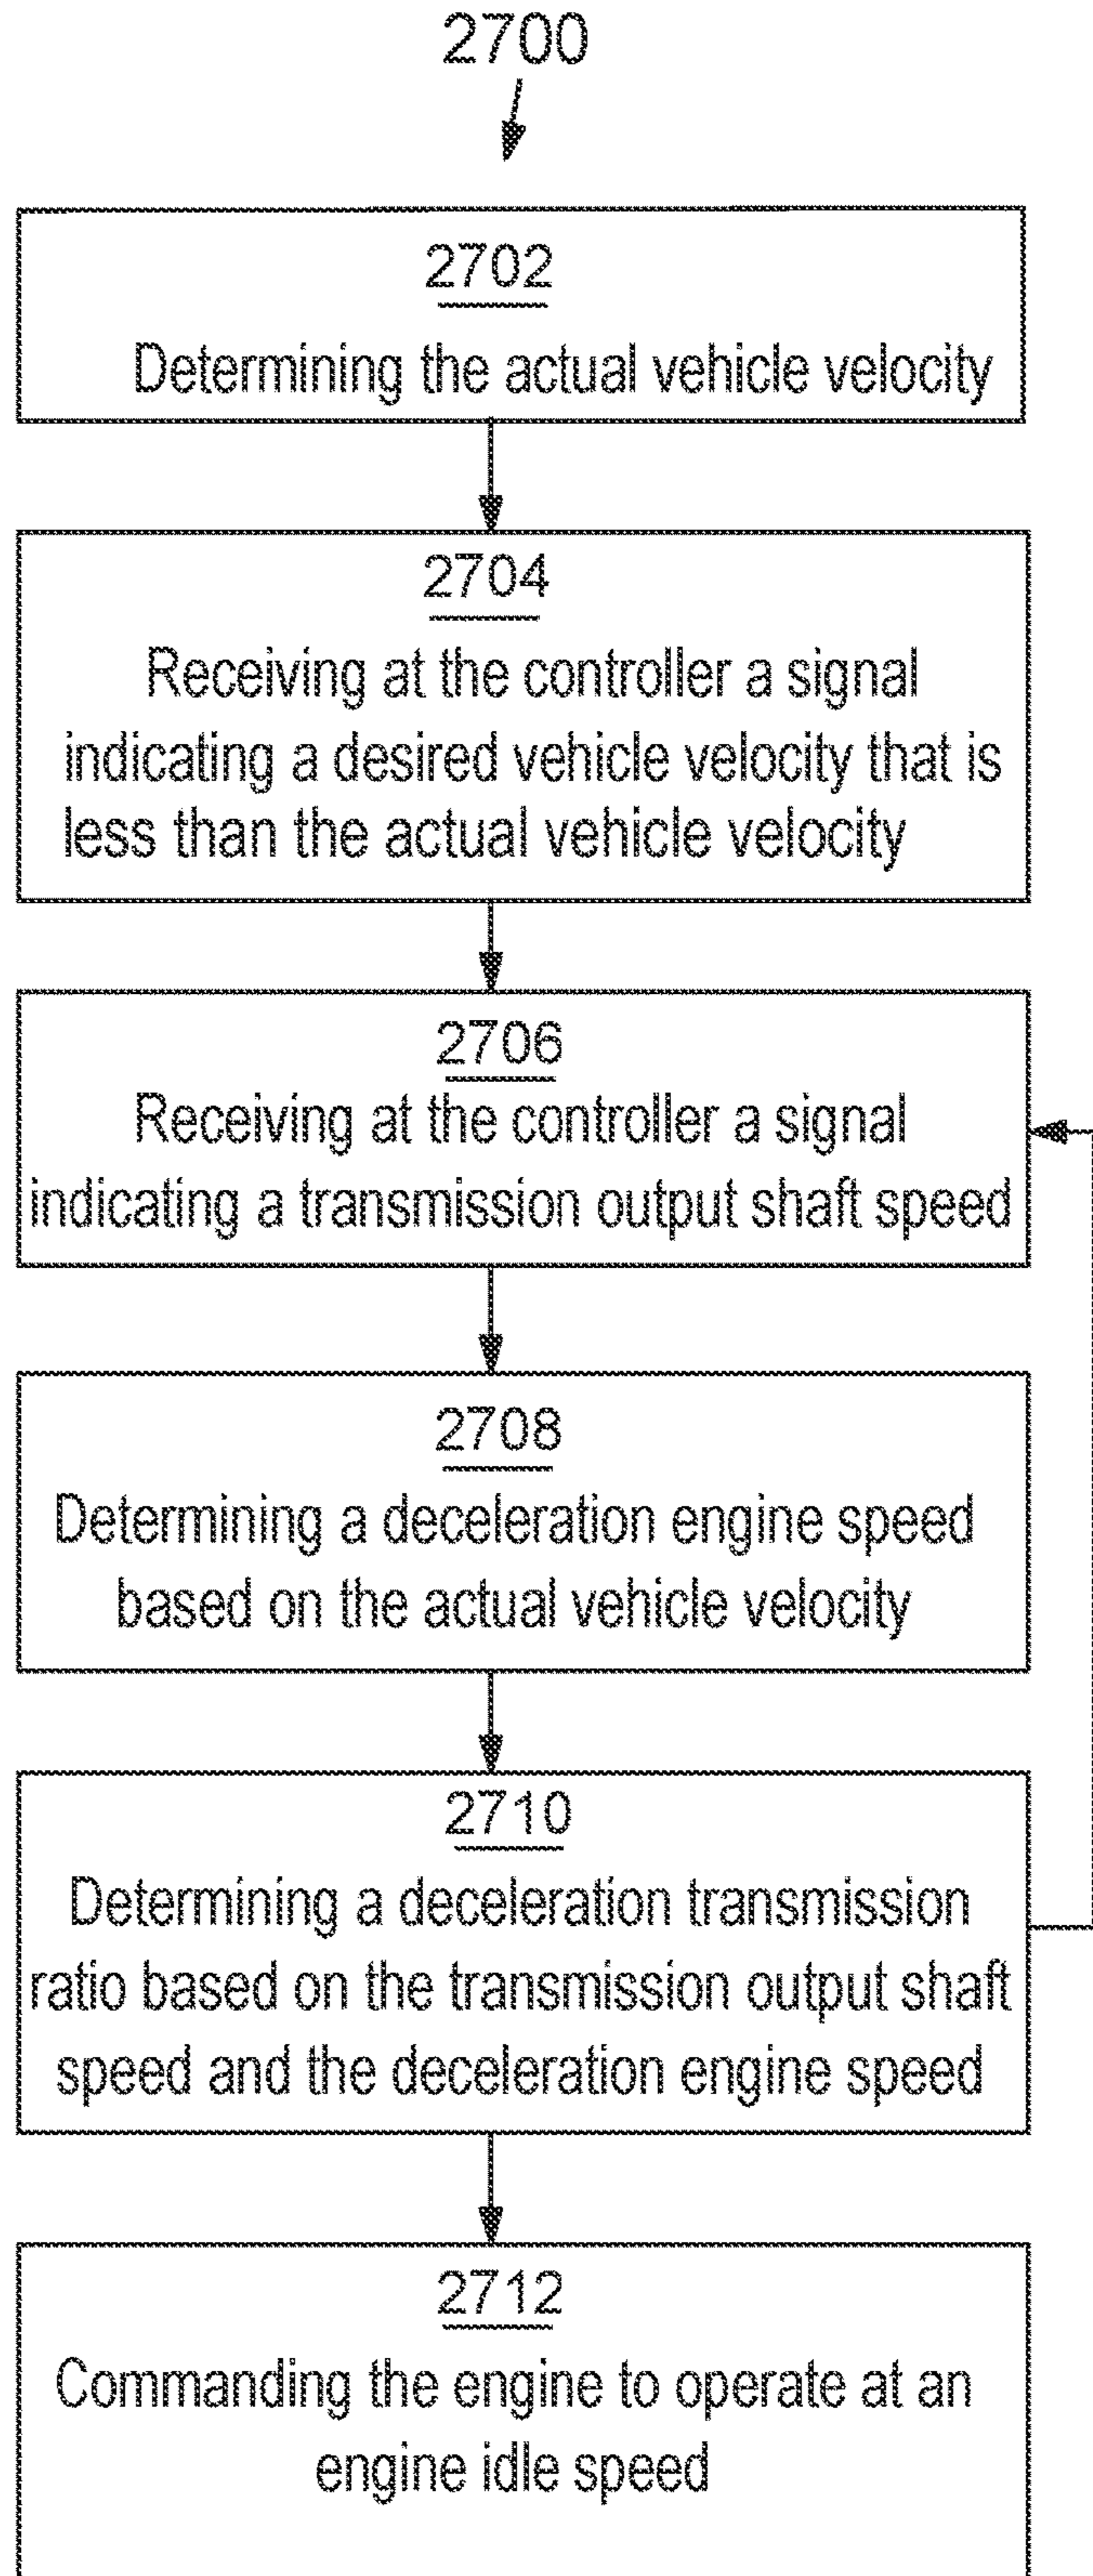 2700
2702
Determining the actual vehicle velocity
2704
Receiving at the controller a signal
indicating a desired vehicle velocity that is
less than the actual vehicle velocity
2706
Receiving at the controller a signal
indicating a transmission output shaft speed
2708
Determining a deceleration engine speed
based on the actual vehicle velocity
2710
Determining a deceleration transmission
ratio based on the transmission output shaft
speed and the deceleration engine speed
2712
Commanding the engine to operate at an
engine idle speed